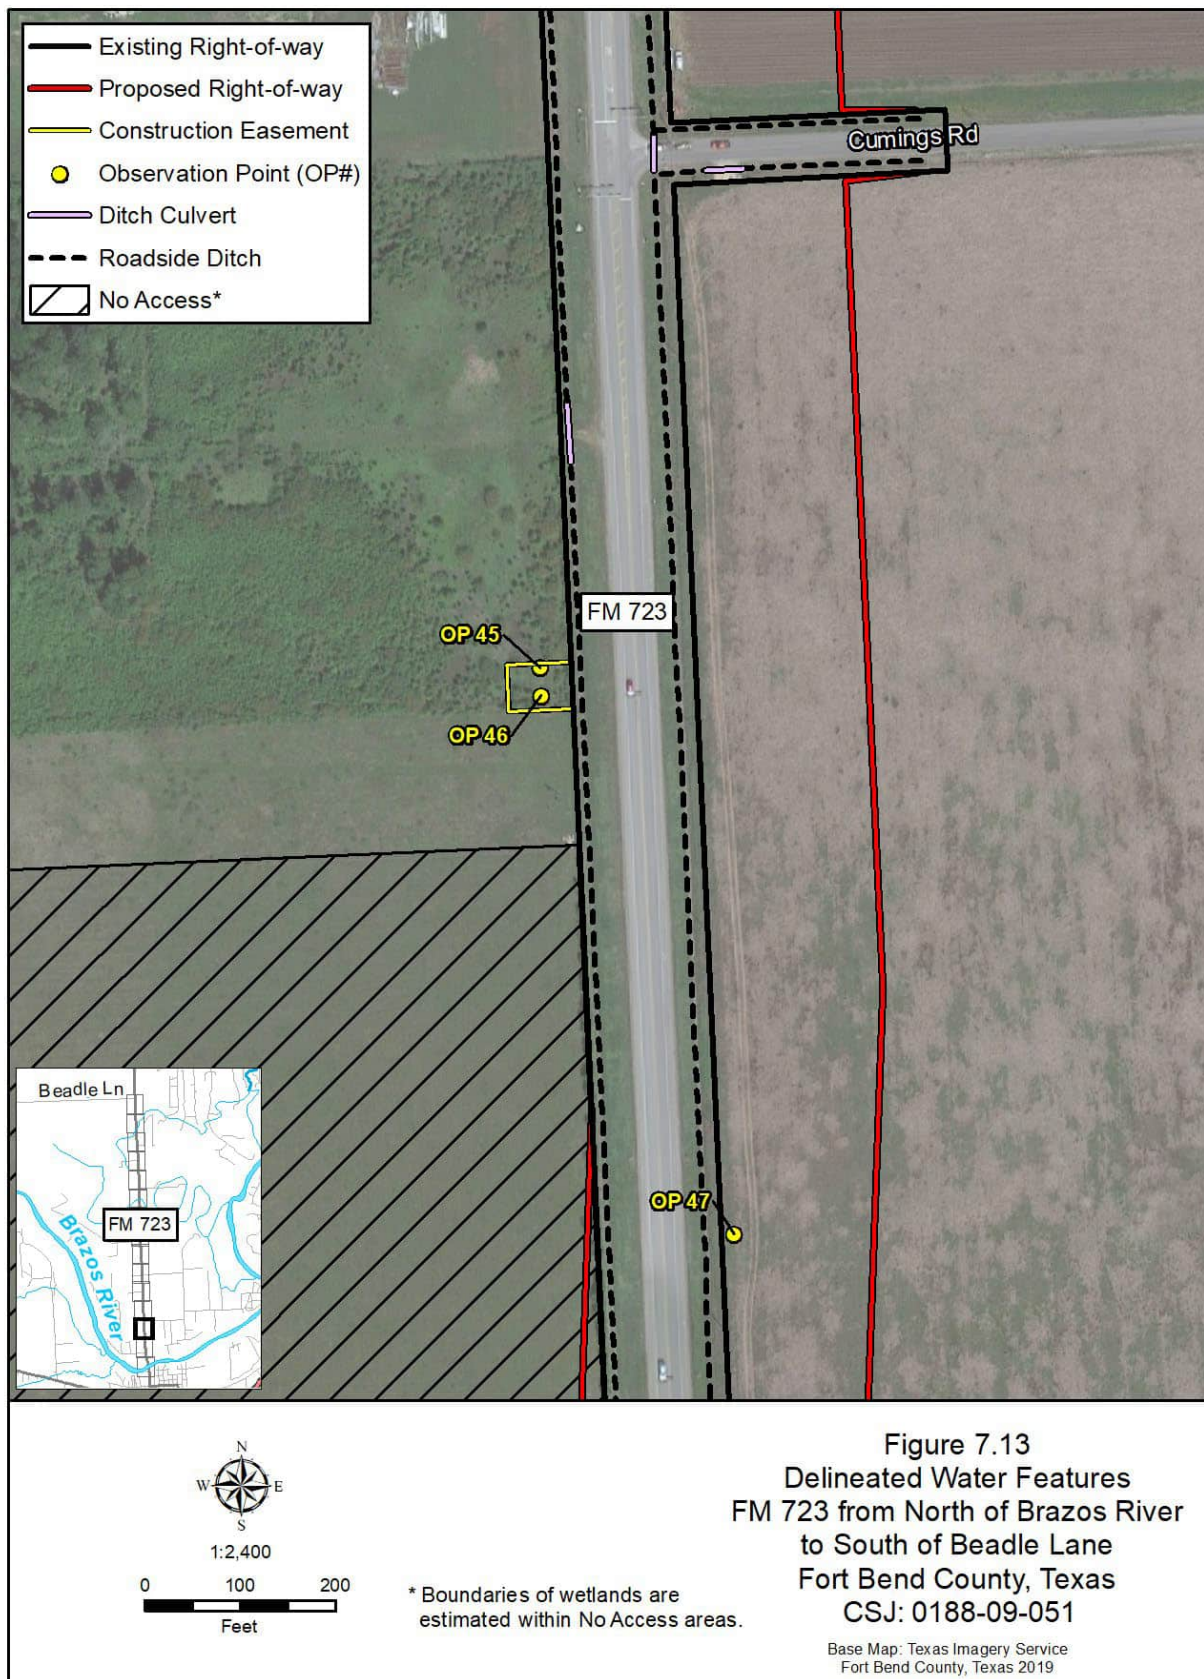 Existing Right-of-way
Proposed Right-of-way
Construction Easement
Observation Point (OP#)
Ditch Culvert
Roadside Ditch
No Access*
Cumings Rd
FM 723
OP 45
OP 46
OP 47
Beadle Ln
FM 723
Brazos River
N
W E
S
1:2,400
0 100 200
Feet
* Boundaries of wetlands are
estimated within No Access areas.
Figure 7.13
Delineated Water Features
FM 723 from North of Brazos River
to South of Beadle Lane
Fort Bend County, Texas
CSJ: 0188-09-051
Base Map: Texas Imagery Service
Fort Bend County, Texas 2019